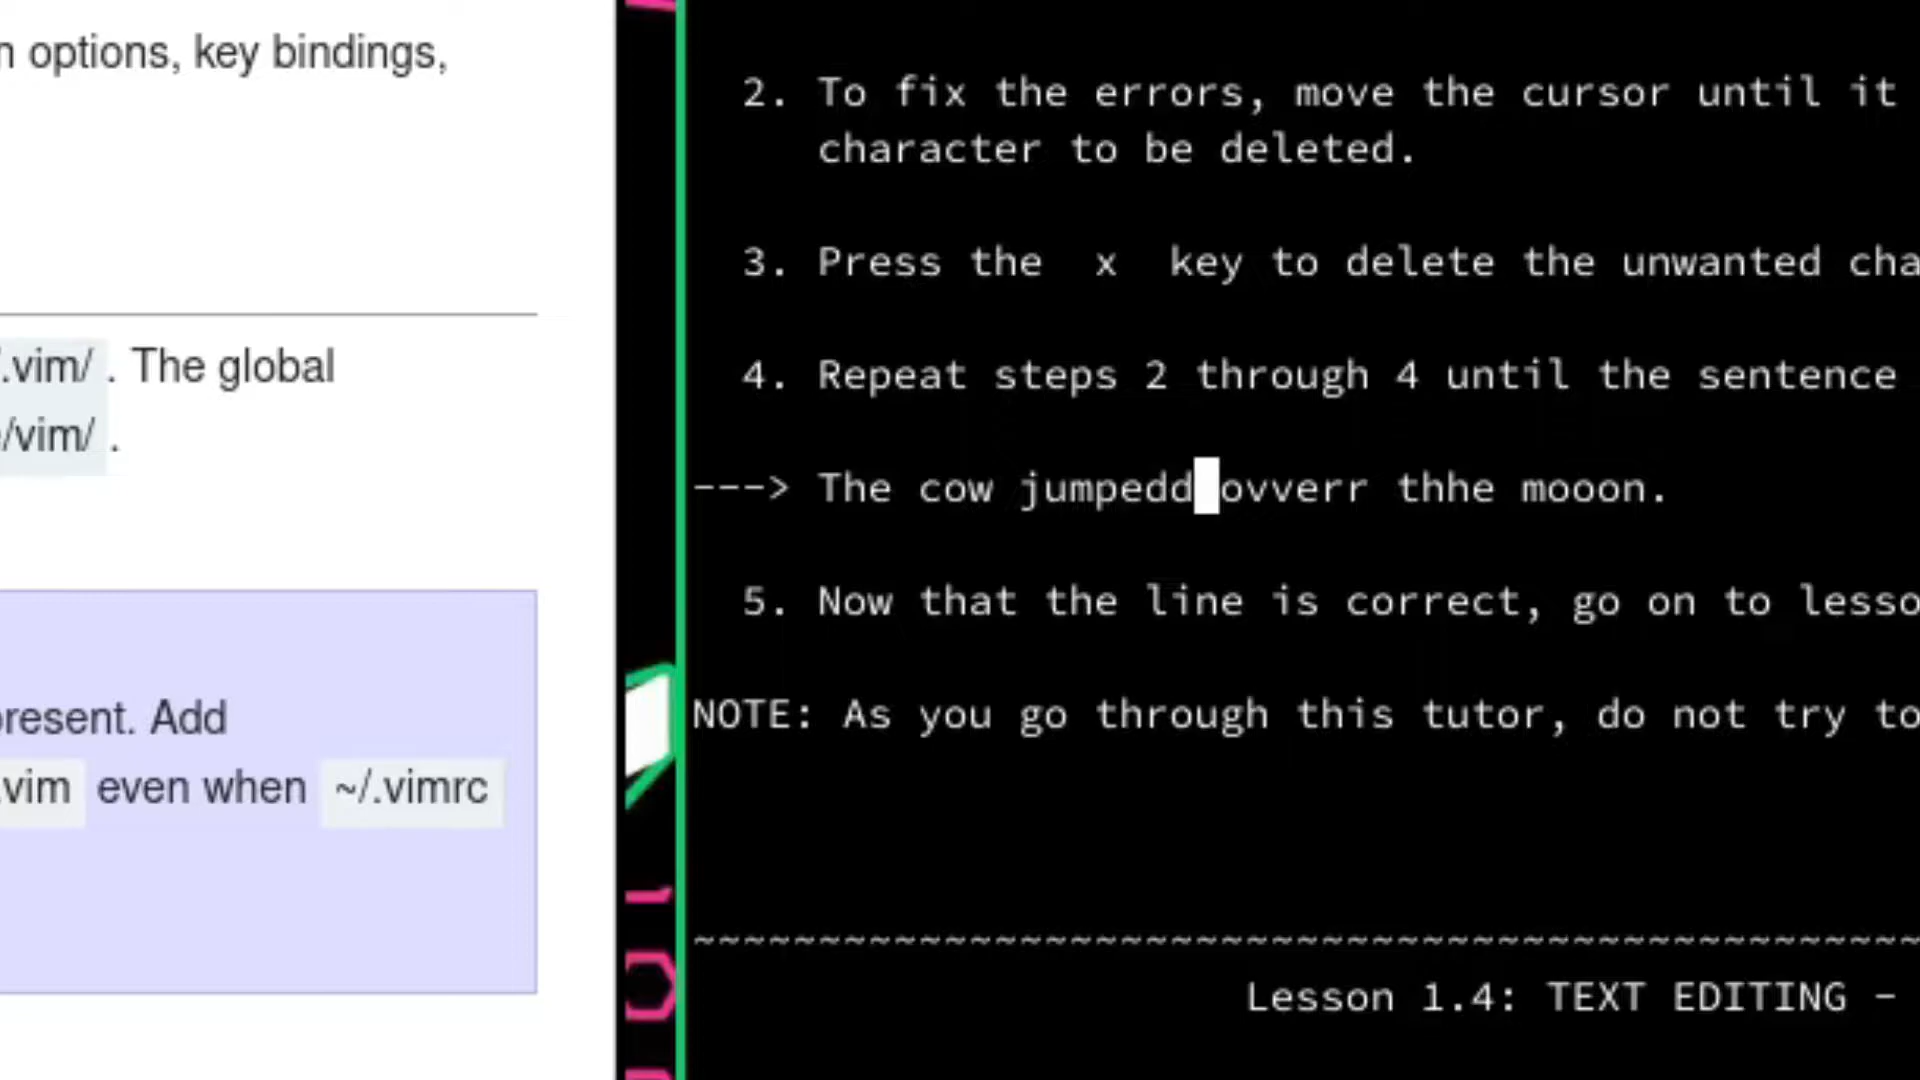 n options, key bindings,
.vim/ . The global
/vim/ .
present. Add
.vim even when ~/.vimrc
2. To fix the errors, move the cursor until it
character to be deleted.
3. Press the x key to delete the unwanted cha
4. Repeat steps 2 through 4 until the sentence
---> The cow jumpedd ovverr thhe mooon.
5. Now that the line is correct, go on to lesso
NOTE: As you go through this tutor, do not try to
~~~~~~~~~~~~~~~~~~~~~~~~~~~~~~~~~~~~~~~~~~~~~~~~~
Lesson 1.4: TEXT EDITING -